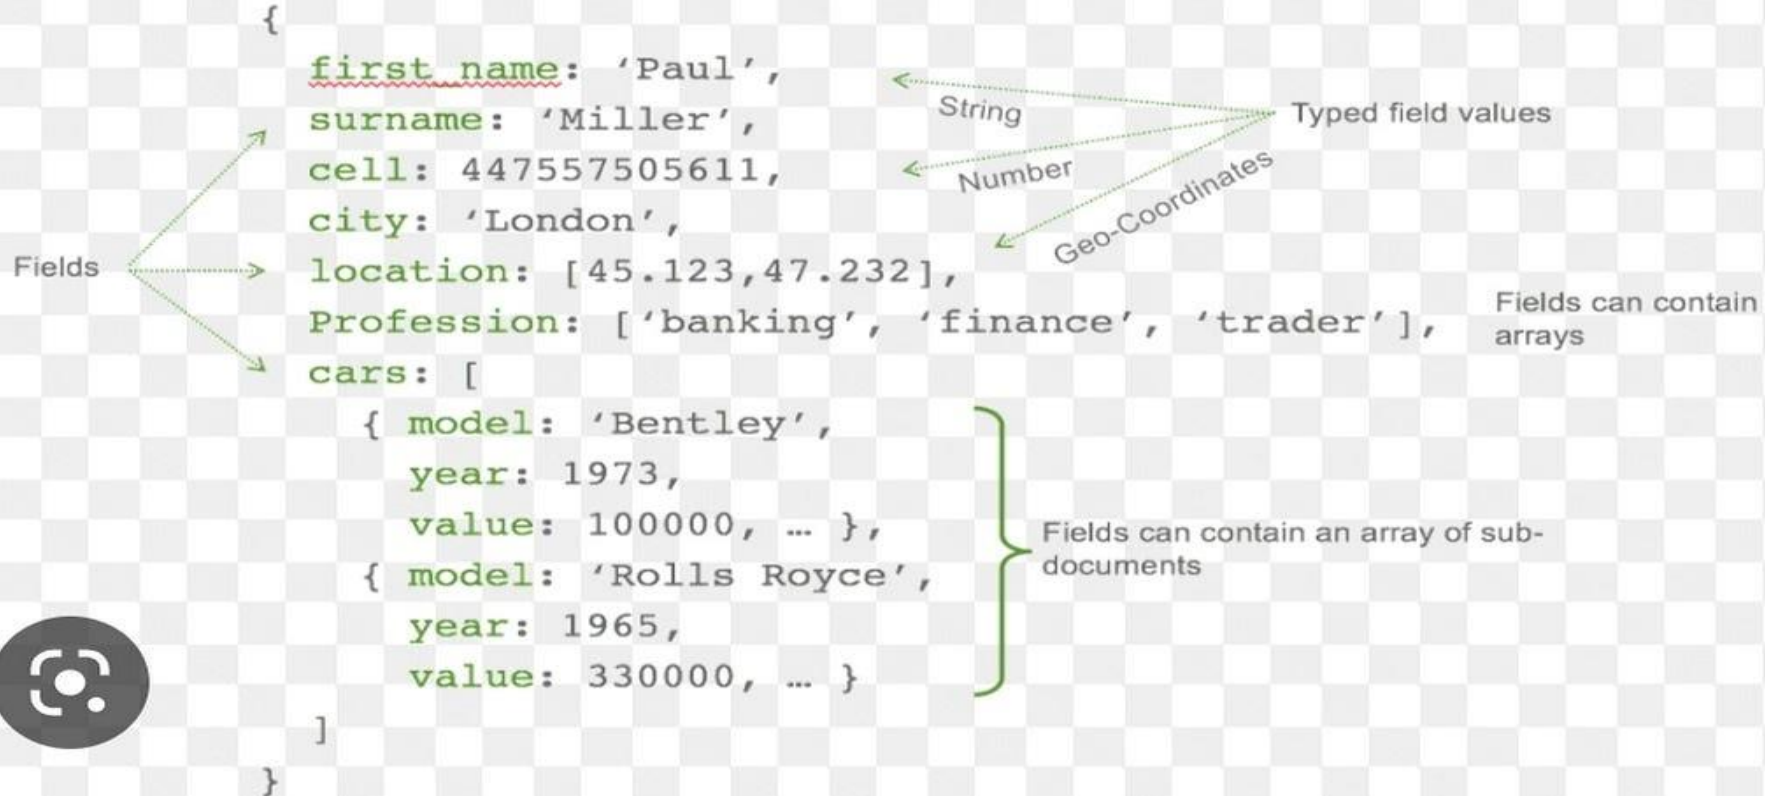 {
first_name: ‘Paul’,
String
Typed field values
surname: ‘Miller’,
cell: 447557505611,
Number
city: ‘London’,
Geo-Coordinates
Fields
location: [45.123,47.232],
Profession: [‘banking’, ‘finance’, ‘trader’],
Fields can contain
arrays
cars: [
{ model: ‘Bentley’,
year: 1973,
value: 100000, … },
Fields can contain an array of sub-
documents
{ model: ‘Rolls Royce’,
year: 1965,
value: 330000, … }
]
}